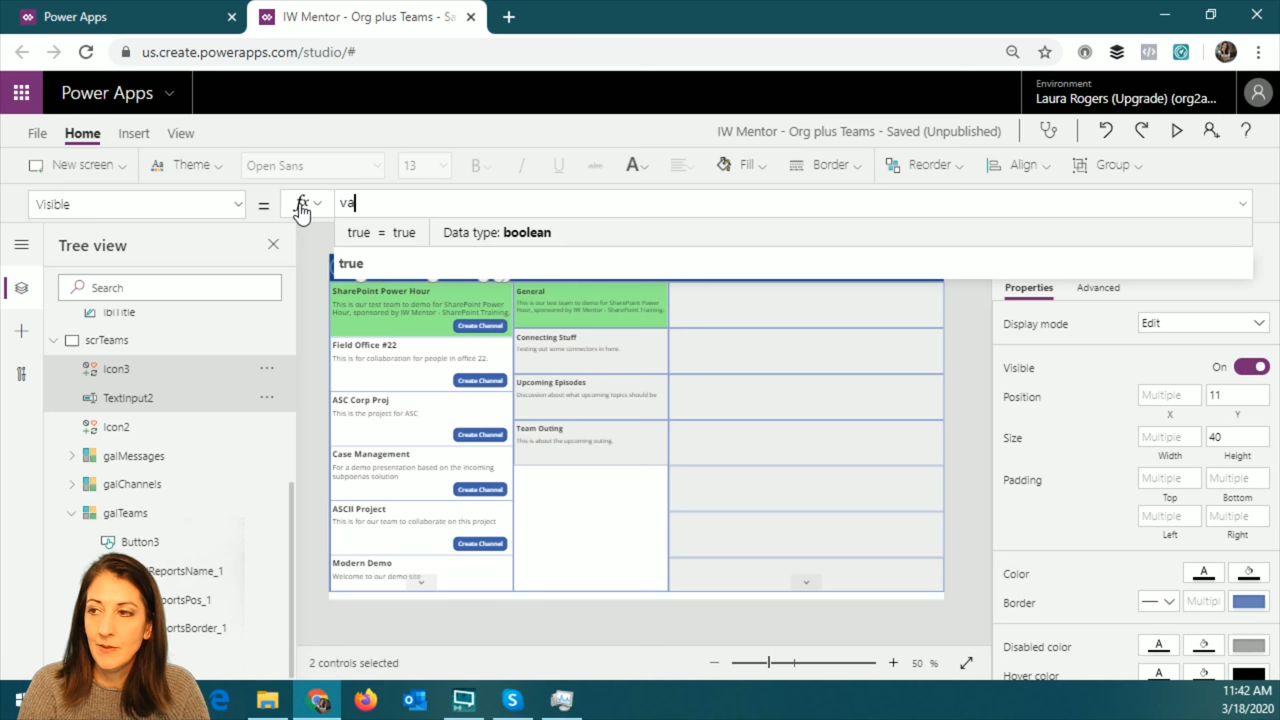 Power Apps
IW Mentor - Org plus Teams - Sa
us.create.powerapps.com/studio/#
Power Apps
Environment
Laura Rogers (Upgrade) (org2a...
File
Home
Insert
View
IW Mentor - Org plus Teams - Saved (Unpublished)
New screen
Theme
Open Sans
13
B
I
U
abc
A
Fill
Border
Reorder
Align
Group
Visible
=
fx
va
true = true
Data type: boolean
true
Tree view
Search
lblTitle
scrTeams
Icon3
TextInput2
Icon2
galMessages
galChannels
galTeams
Button3
ReportsName_1
ortsPos_1
ortsBorder_1
SharePoint Power Hour
This is our test team to demo for SharePoint Power
Hour, sponsored by IW Mentor - SharePoint Training.
Create Channel
Field Office #22
This is for collaboration for people in office 22.
Create Channel
ASC Corp Proj
This is the project for ASC
Create Channel
Case Management
For a demo presentation based on the incoming
subpoenas solution
Create Channel
ASCII Project
This is for our team to collaborate on this project
Create Channel
Modern Demo
Welcome to our demo site
General
This is our test team to demo for SharePoint Power
Hour, sponsored by IW Mentor - SharePoint Training.
Connecting Stuff
Testing out some connectors in here.
Upcoming Episodes
Discussion about what upcoming topics should be
Team Outing
This is about the upcoming outing.
Properties
Advanced
Display mode
Edit
Visible
On
Position
Multiple
11
X
Y
Size
Multiple
40
Width
Height
Padding
Multiple
Multiple
Top
Bottom
Multiple
Multiple
Left
Right
Color
A
Border
Multipl
Disabled color
A
Hover color
A
2 controls selected
50 %
11:42 AM
3/18/2020